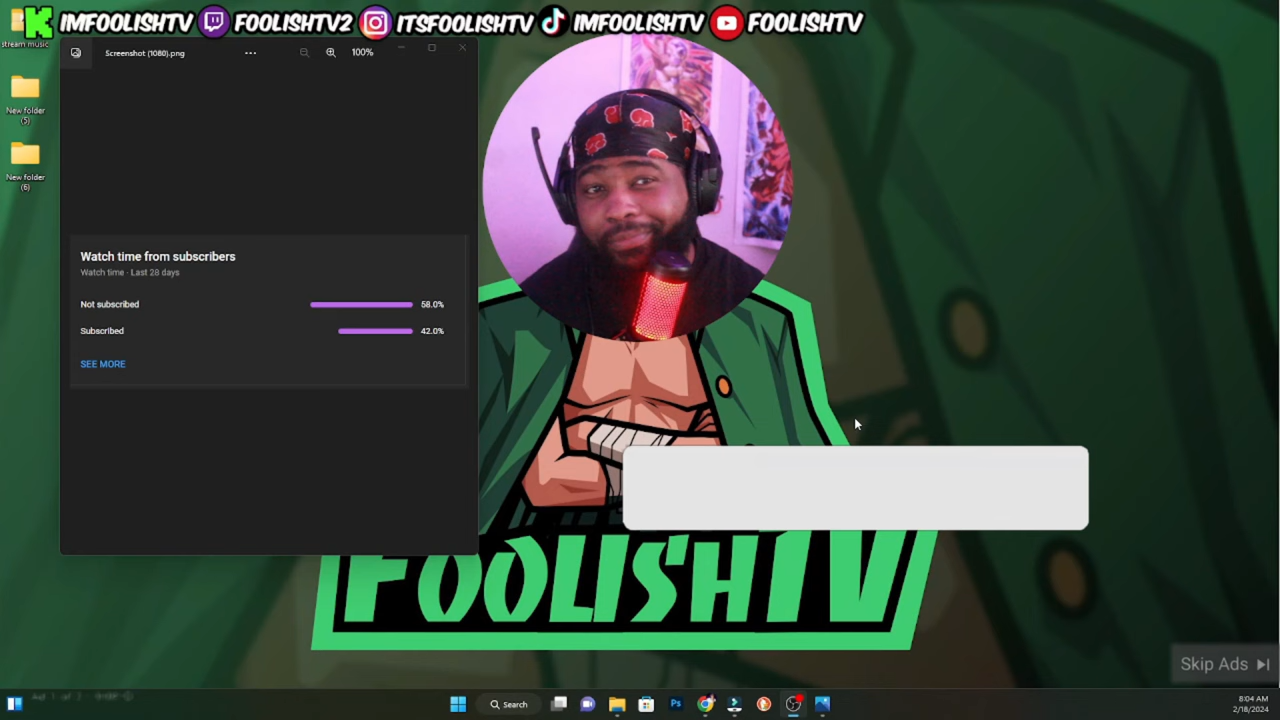 IMFOOLISHTV FOOLISHTV2 ITSFOOLISHTV IMFOOLISHTV FOOLISHTV
stream music
Screenshot (1080).png ··· 100%
New folder
(5)
New folder
(6)
Watch time from subscribers
Watch time · Last 28 days
Not subscribed 58.0%
Subscribed 42.0%
SEE MORE
FOOLISHTV
Skip Ads
Search
8:04 AM
2/18/2024